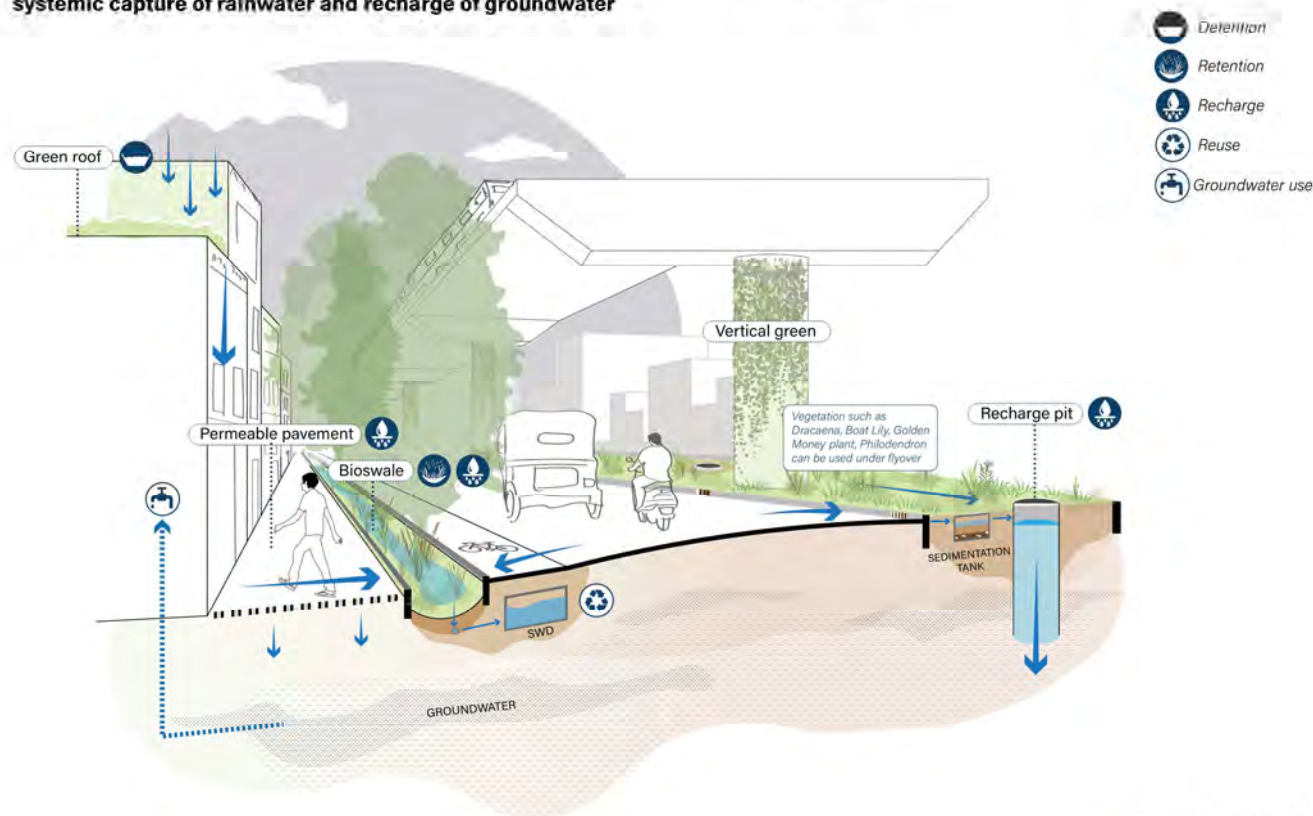 systemic capture of rainwater and recharge of groundwater
Detention
Retention
Recharge
Reuse
Groundwater use
Green roof
Vertical green
Vegetation such as
Dracaena, Boat Lily, Golden
Money plant, Philodendron
can be used under flyover
Recharge pit
Permeable pavement
Bioswale
SEDIMENTATION
TANK
SWD
GROUNDWATER